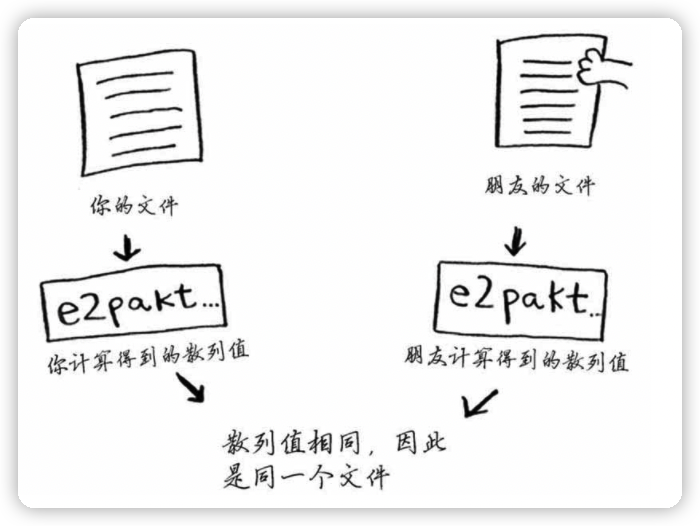 你的文件
朋友的文件
e2pakt...
e2pakt...
你计算得到的散列值
朋友计算得到的散列值
散列值相同，因此
是同一个文件